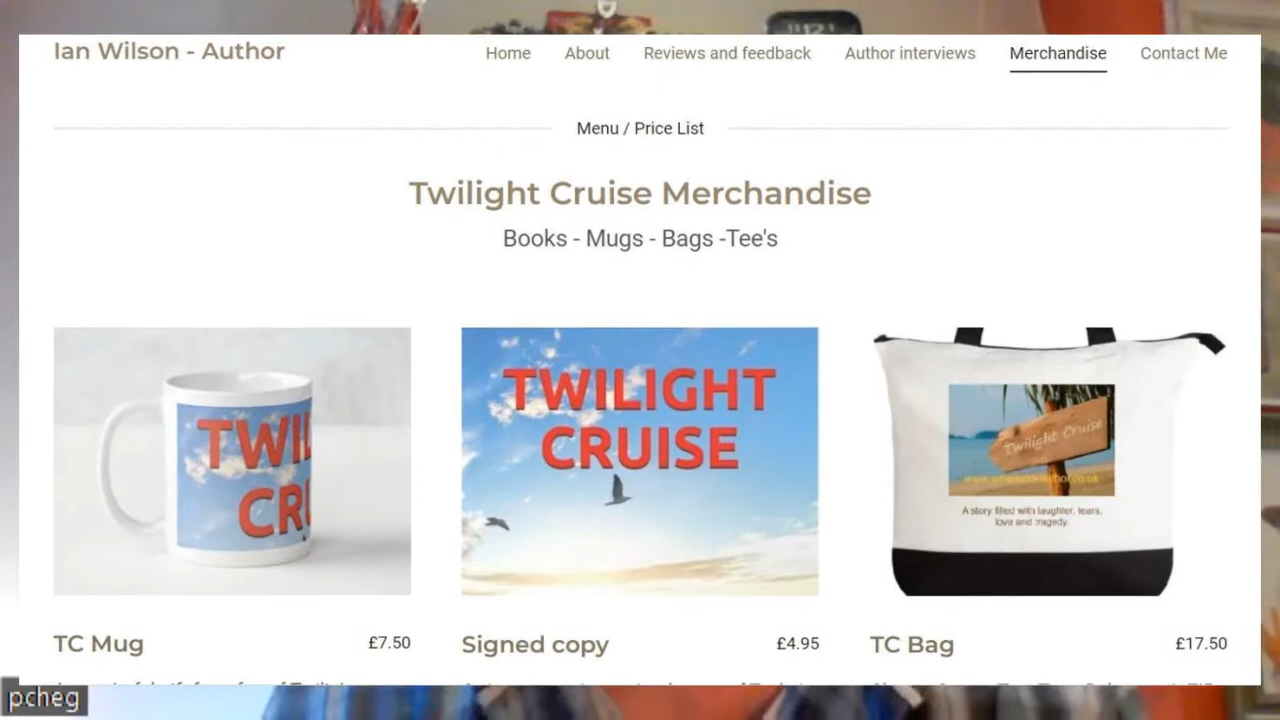 Ian Wilson - Author
Home About Reviews and feedback Author interviews Merchandise Contact Me
Menu / Price List
Twilight Cruise Merchandise
Books - Mugs - Bags -Tee's
TWIL
CRU
TWILIGHT
CRUISE
Twilight Cruise
A story filled with laughter, tears,
love and tragedy.
TC Mug £7.50
Signed copy £4.95
TC Bag £17.50
pcheg